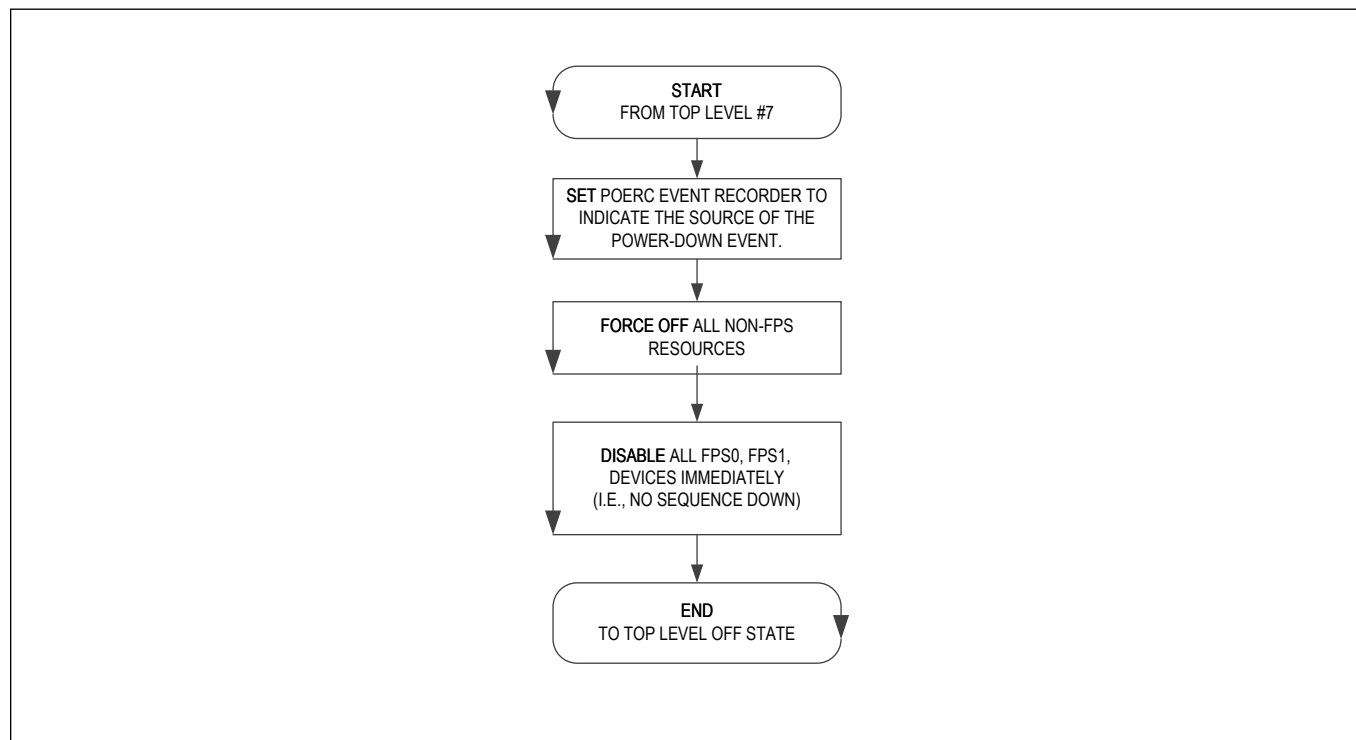 START
FROM TOP LEVEL #7
SET POERC EVENT RECORDER TO
INDICATE THE SOURCE OF THE
POWER-DOWN EVENT.
FORCE OFF ALL NON-FPS
RESOURCES
DISABLE ALL FPS0, FPS1,
DEVICES IMMEDIATELY
(I.E., NO SEQUENCE DOWN)
END
TO TOP LEVEL OFF STATE